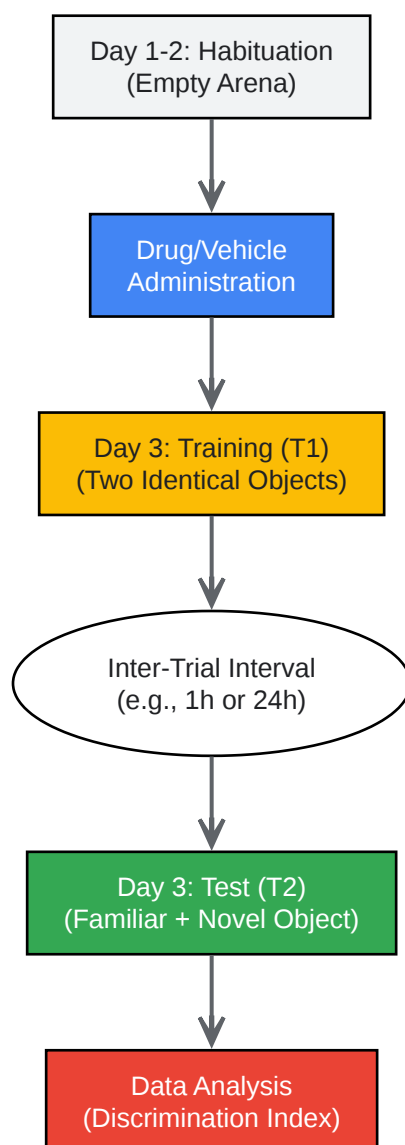 Day 1-2: Habituation
(Empty Arena)
Drug/Vehicle
Administration
Day 3: Training (T1)
(Two Identical Objects)
Inter-Trial Interval
(e.g., 1h or 24h)
Day 3: Test (T2)
(Familiar + Novel Object)
Data Analysis
(Discrimination Index)